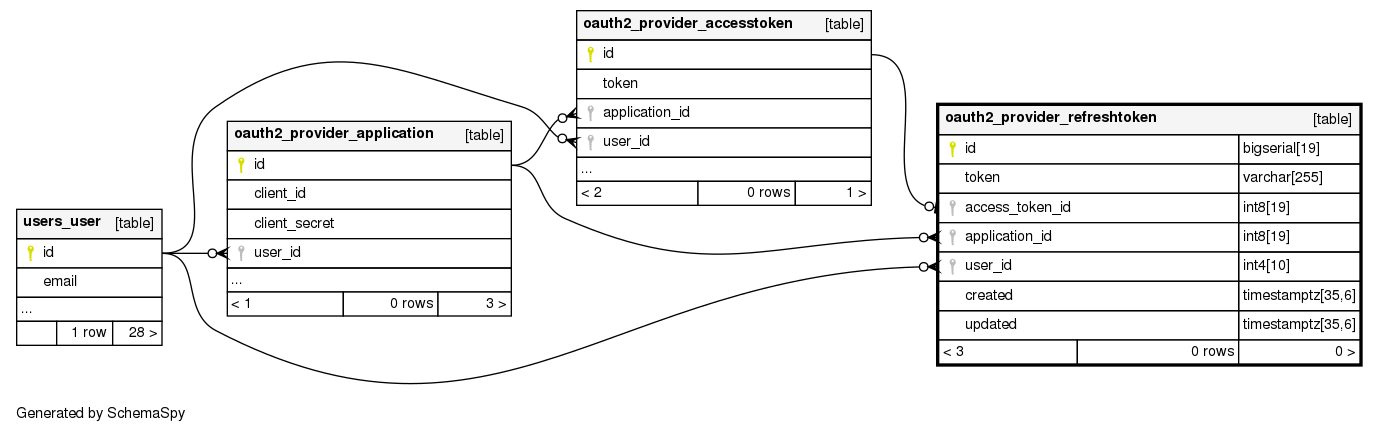 oauth2_provider_accesstoken [table]
id
token
application_id
user_id
...
< 2 0 rows 1 >
oauth2_provider_refreshtoken [table]
id bigserial[19]
token varchar[255]
access_token_id int8[19]
application_id int8[19]
user_id int4[10]
created timestamptz[35,6]
updated timestamptz[35,6]
< 3 0 rows 0 >
oauth2_provider_application [table]
id
client_id
client_secret
user_id
...
< 1 0 rows 3 >
users_user [table]
id
email
...
1 row 28 >
Generated by SchemaSpy